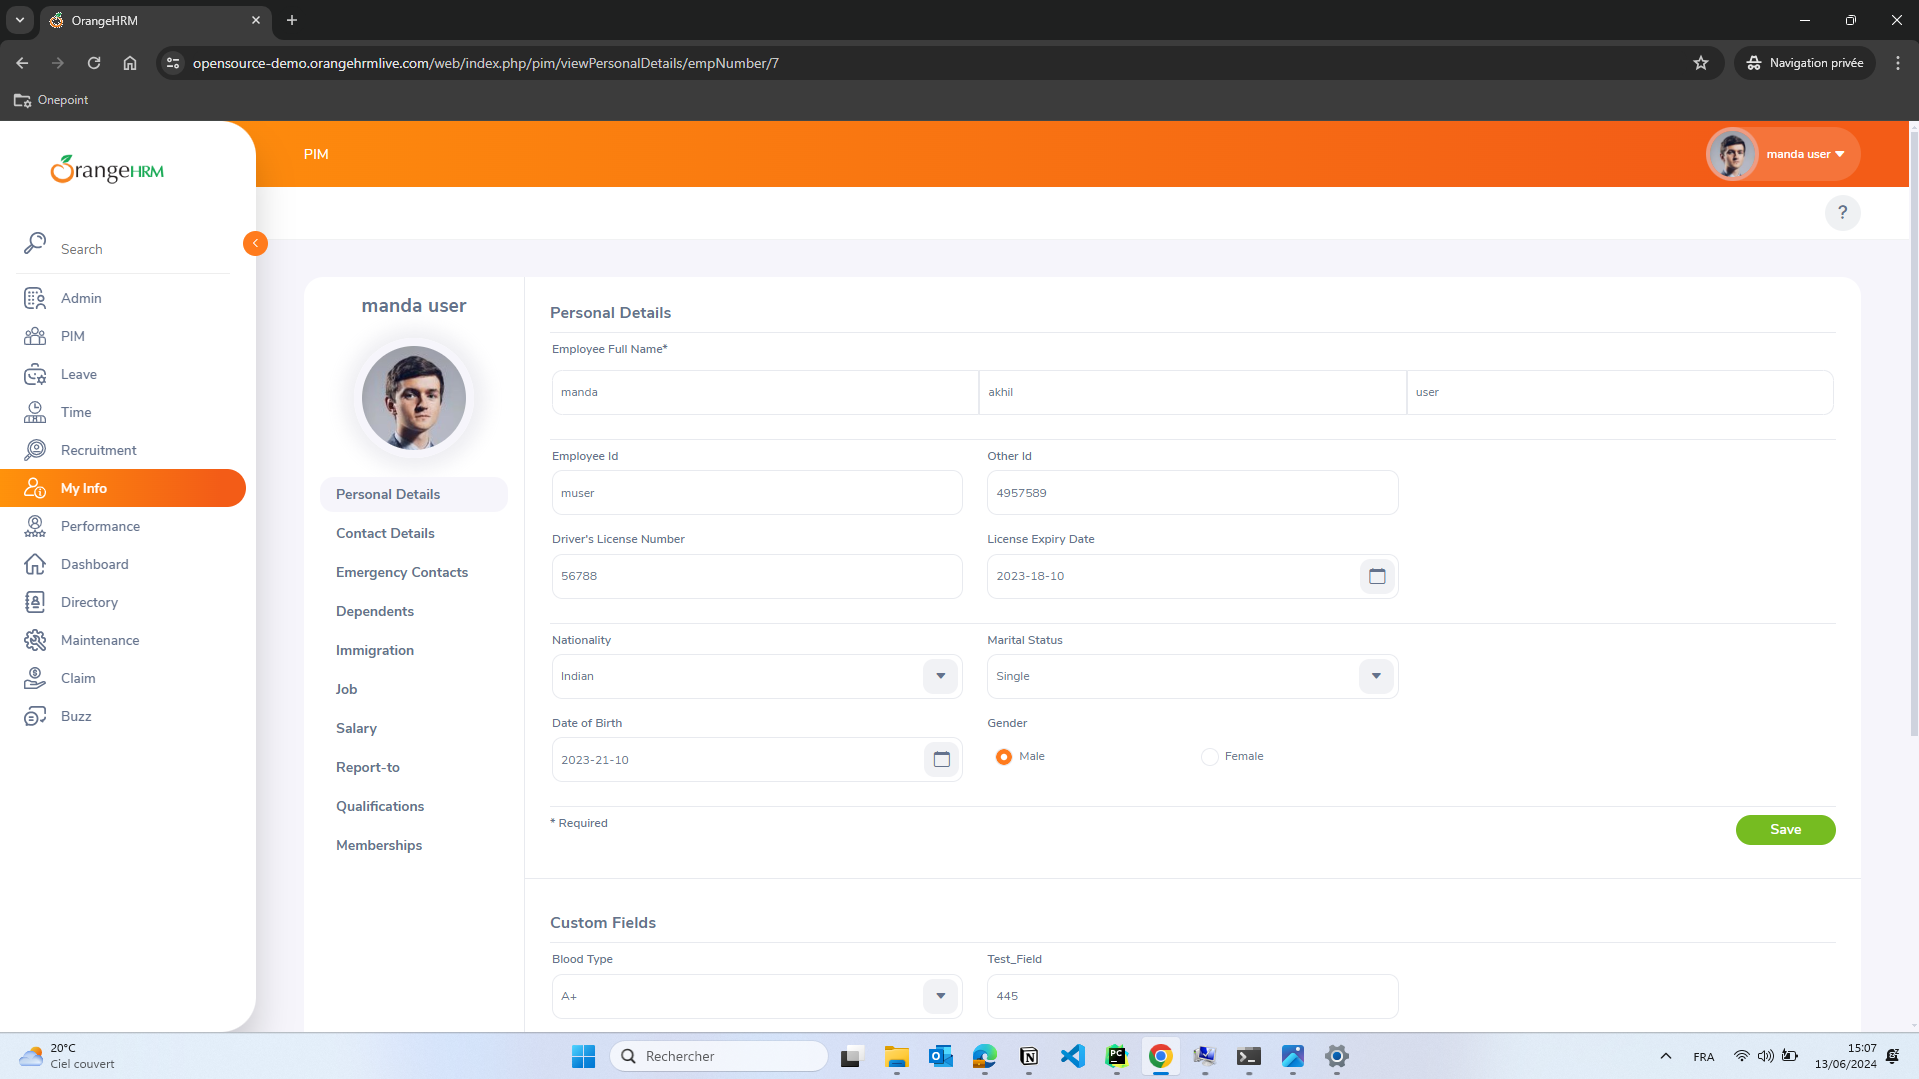 OrangeHRM
opensource-demo.orangehrmlive.com/web/index.php/pim/viewPersonalDetails/empNumber/7
Navigation privée
Onepoint
OrangeHRM
PIM
manda user
?
Search
Admin
PIM
Leave
Time
Recruitment
My Info
Performance
Dashboard
Directory
Maintenance
Claim
Buzz
manda user
Personal Details
Contact Details
Emergency Contacts
Dependents
Immigration
Job
Salary
Report-to
Qualifications
Memberships
Personal Details
Employee Full Name*
manda akhil user
Employee Id Other Id
muser 4957589
Driver's License Number License Expiry Date
56788 2023-18-10
Nationality Marital Status
Indian Single
Date of Birth Gender
2023-21-10 Male Female
* Required
Save
Custom Fields
Blood Type Test_Field
A+ 445
20°C
Ciel couvert
Rechercher
FRA
15:07
13/06/2024